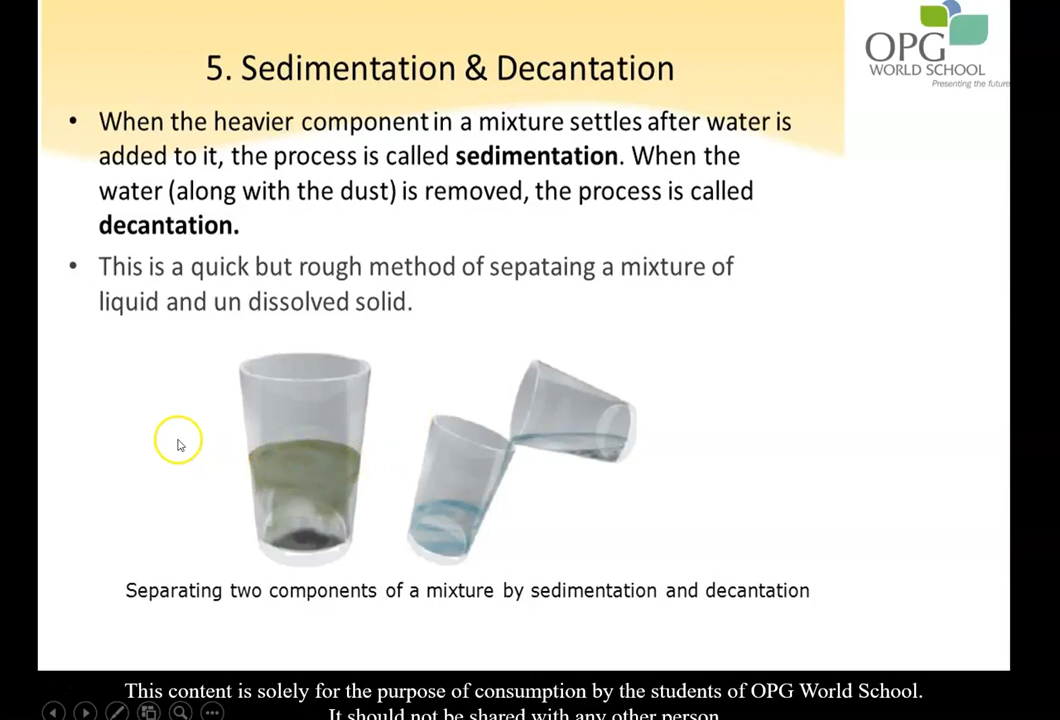 5. Sedimentation & Decantation
OPG
WORLD SCHOOL
Presenting the future
• When the heavier component in a mixture settles after water is
added to it, the process is called sedimentation. When the
water (along with the dust) is removed, the process is called
decantation.
• This is a quick but rough method of sepataing a mixture of
liquid and un dissolved solid.
Separating two components of a mixture by sedimentation and decantation
This content is solely for the purpose of consumption by the students of OPG World School.
It should not be shared with any other person